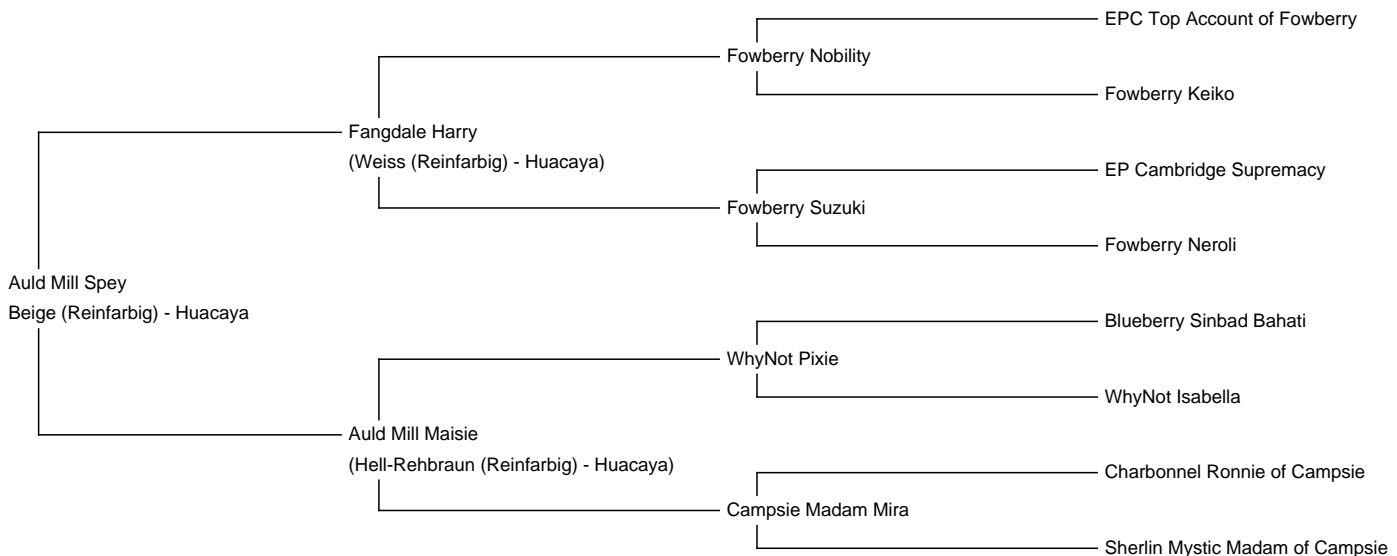 EPC Top Account of Fowberry
Fowberry Nobility
Fowberry Keiko
Fangdale Harry
(Weiss (Reinfarbig) - Huacaya)
EP Cambridge Supremacy
Fowberry Suzuki
Fowberry Neroli
Auld Mill Spey
Beige (Reinfarbig) - Huacaya
Blueberry Sinbad Bahati
WhyNot Pixie
WhyNot Isabella
Auld Mill Maisie
(Hell-Rehbraun (Reinfarbig) - Huacaya)
Charbonnel Ronnie of Campsie
Campsie Madam Mira
Sherlin Mystic Madam of Campsie